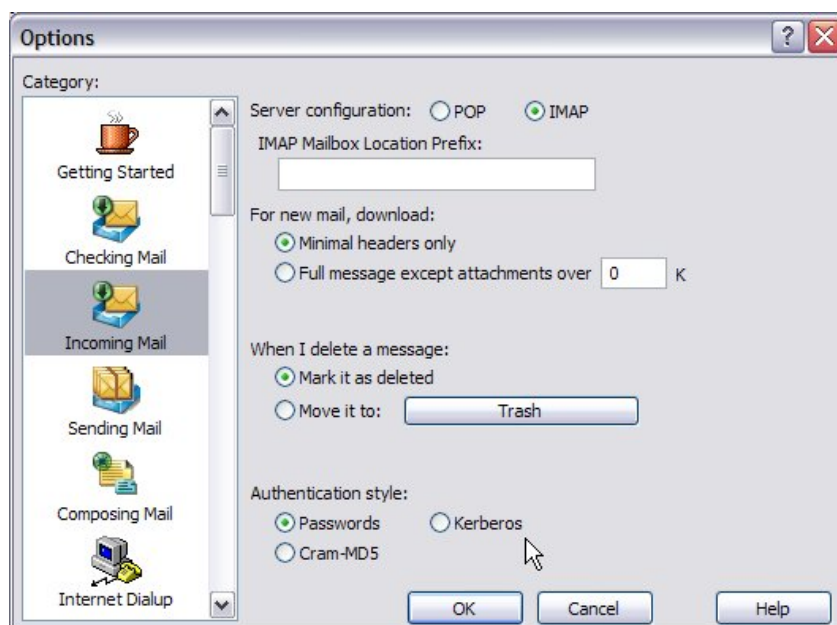 Options
Category:
Getting Started
Checking Mail
Incoming Mail
Sending Mail
Composing Mail
Internet Dialup
Server configuration: POP IMAP
IMAP Mailbox Location Prefix:
For new mail, download:
Minimal headers only
Full message except attachments over 0 K
When I delete a message:
Mark it as deleted
Move it to: Trash
Authentication style:
Passwords Kerberos
Cram-MD5
OK Cancel Help